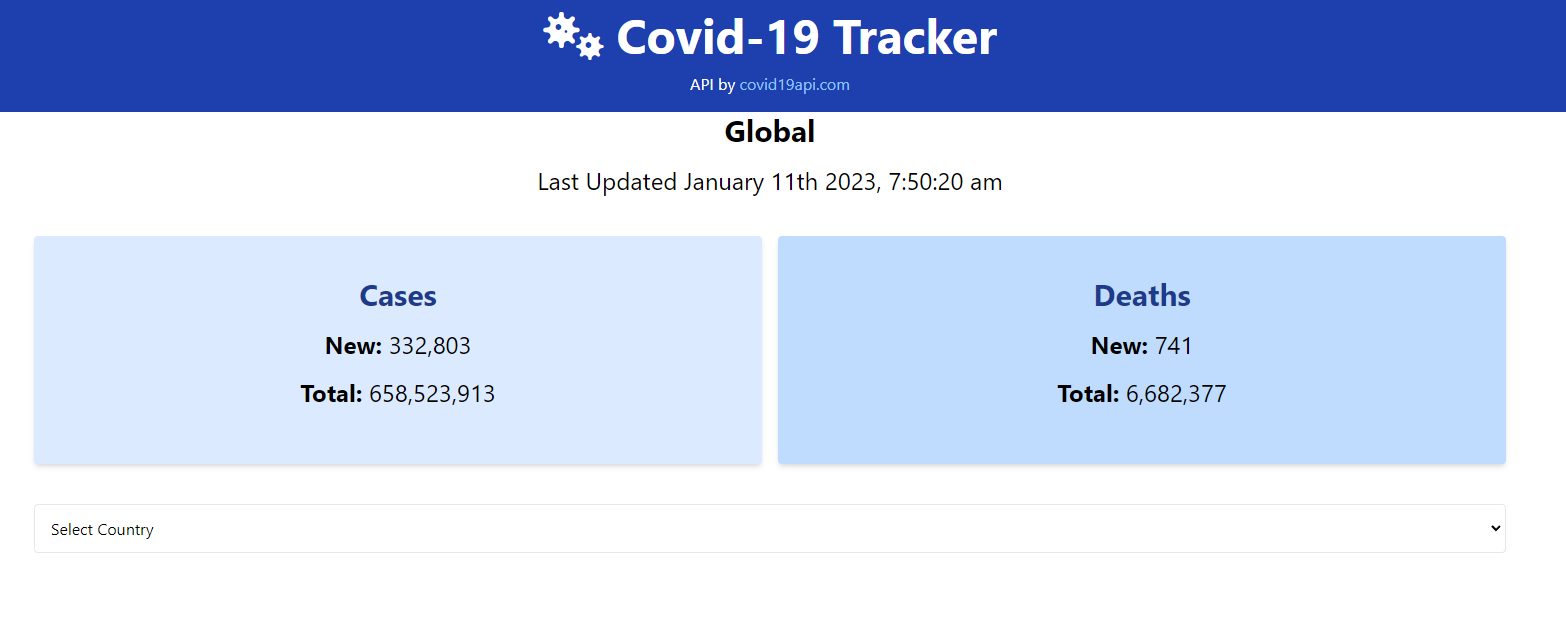 Covid-19 Tracker
API by covid19api.com
Global
Last Updated January 11th 2023, 7:50:20 am
Cases
New: 332,803
Total: 658,523,913
Deaths
New: 741
Total: 6,682,377
Select Country